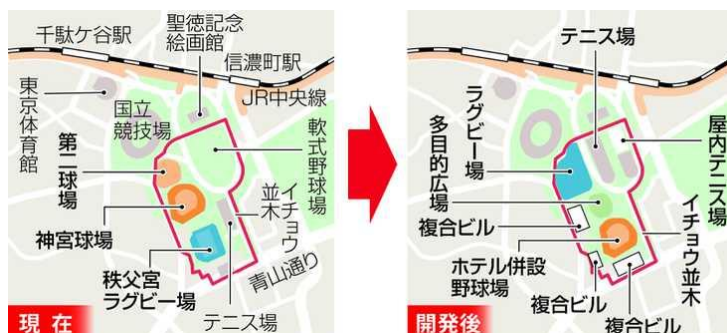 千駄ケ谷駅
聖徳記念
絵画館
信濃町駅
JR中央線
東京体育館
国立
競技場
第二球場
軟式野球場
イチョウ
並木
神宮球場
青山通り
秩父宮
ラグビー場
テニス場
現在
テニス場
ラグビー場
多目的広場
屋内テニス場
複合ビル
イチョウ並木
ホテル併設
野球場
複合ビル
複合ビル
開発後